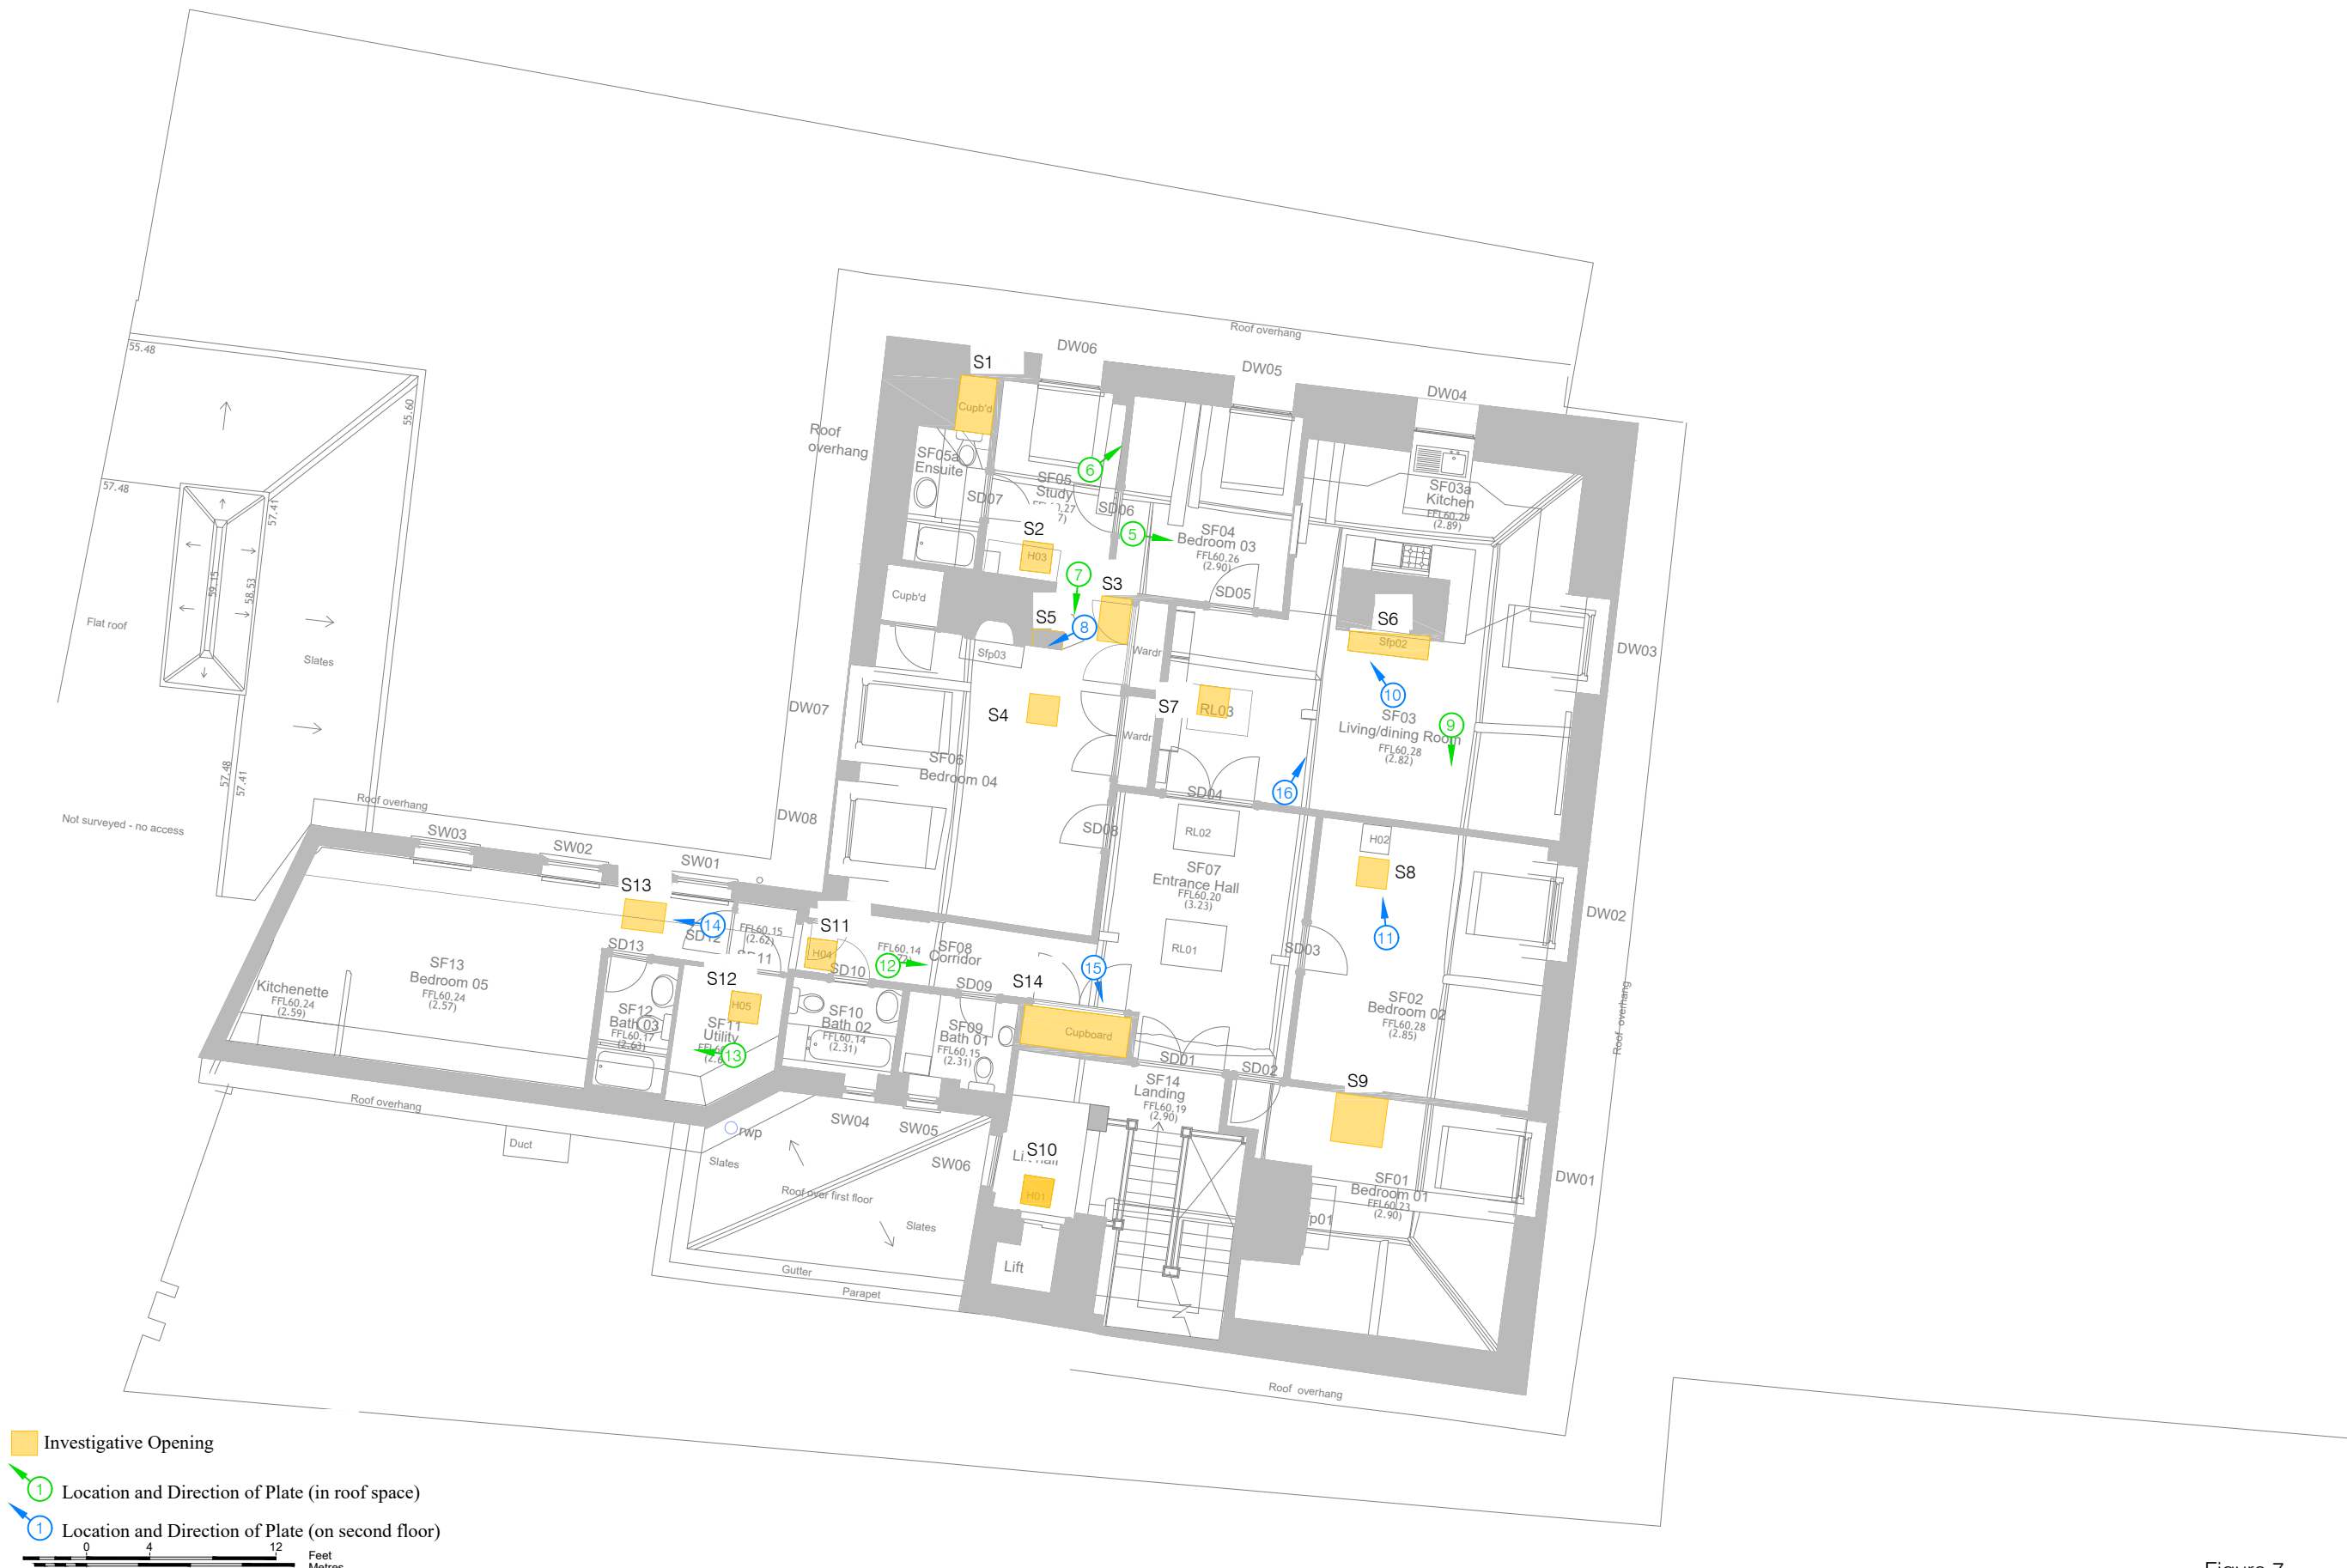 Roof overhang
DW06
DW05
DW04
55.48
55.60
S1
Cupb'd
Roof
overhang
SF05a
Ensuite
6
SF05
Study
SD07
SD06
57.48
57.41
SF03a
Kitchen
FFL60.29
(2.89)
S2
H03
5
SF04
Bedroom 03
FFL60.26
(2.90)
SD05
59.15
58.53
Flat roof
Slates
Cupb'd
7
S3
S5
8
Sfp03
S6
Sfp02
DW03
Wardr
10
S4
S7
RL03
Wardr
SF03
Living/dining Room
FFL60.28
(2.82)
9
DW07
SF06
Bedroom 04
57.48
57.41
16
SD04
Roof overhang
Not surveyed - no access
DW08
SD08
RL02
H02
SW03
SW02
SW01
SF07
Entrance Hall
FFL60.20
(3.23)
S8
S13
14
SD12
FFL60.15
(2.62)
SD11
S11
H04
SD10
FFL60.14
12
SF08
Corridor
RL01
SD03
11
DW02
SD13
SF13
Bedroom 05
FFL60.24
(2.57)
Kitchenette
FFL60.24
(2.59)
S12
H05
SD09
S14
15
Cupboard
SF02
Bedroom 02
FFL60.28
(2.85)
Roof overhang
SF12
Bath 03
FFL60.17
(2.63)
SF11
Utility
13
SF10
Bath 02
FFL60.14
(2.31)
SF09
Bath 01
FFL60.15
(2.31)
SD01
SD02
SF14
Landing
FFL60.19
(2.90)
S9
Roof overhang
Duct
rwp
Slates
SW04
SW05
SW06
S10
H01
SF01
Bedroom 01
FFL60.23
(2.90)
DW01
Roof over first floor
Slates
Lift
Gutter
Parapet
Roof overhang
Investigative Opening
1 Location and Direction of Plate (in roof space)
1 Location and Direction of Plate (on second floor)
0 4 12
Feet
Metres
Figure 7